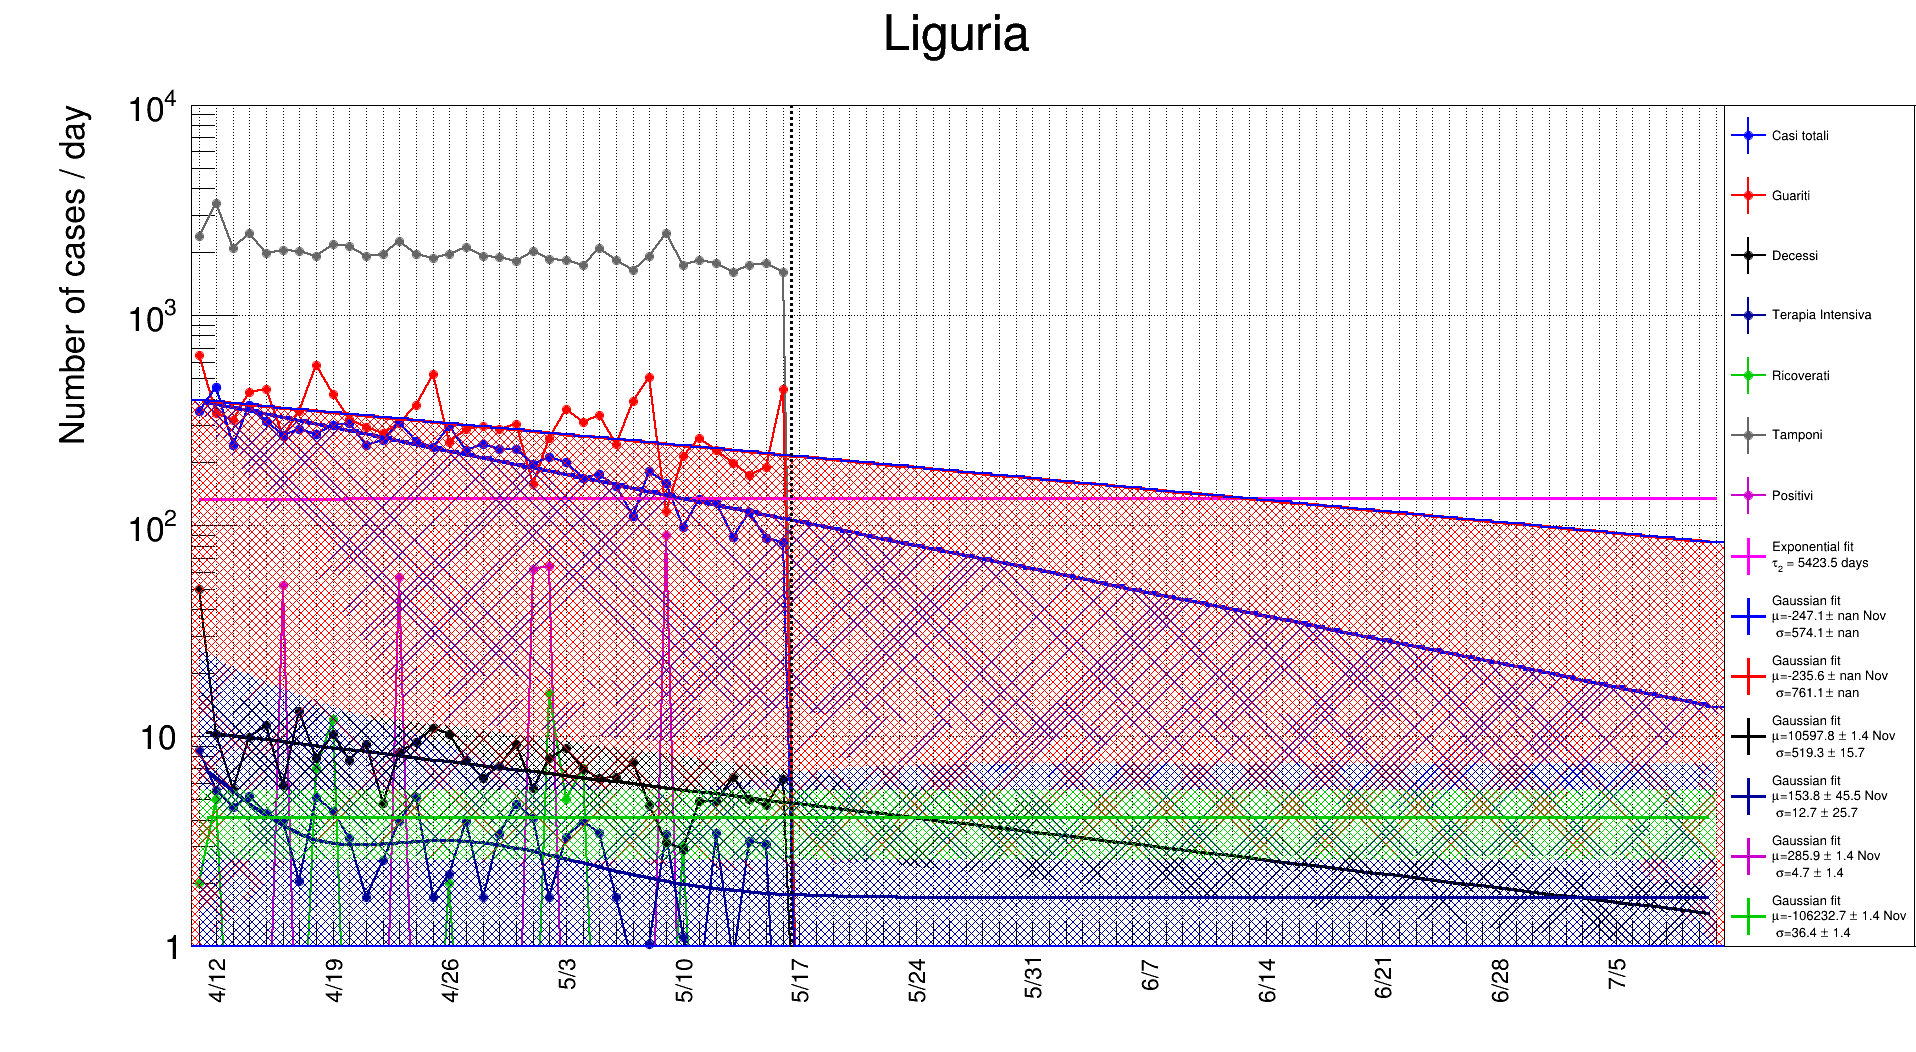 Liguria
Number of cases / day
10^4
10^3
10^2
10
1
4/12
4/19
4/26
5/3
5/10
5/17
5/24
5/31
6/7
6/14
6/21
6/28
7/5
Casi totali
Guariti
Decessi
Terapia Intensiva
Ricoverati
Tamponi
Positivi
Exponential fit
τ_2 = 5423.5 days
Gaussian fit
μ=-247.1 ± nan Nov
σ=574.1 ± nan
Gaussian fit
μ=-235.6 ± nan Nov
σ=761.1 ± nan
Gaussian fit
μ=10597.8 ± 1.4 Nov
σ=519.3 ± 15.7
Gaussian fit
μ=153.8 ± 45.5 Nov
σ=12.7 ± 25.7
Gaussian fit
μ=285.9 ± 1.4 Nov
σ=4.7 ± 1.4
Gaussian fit
μ=-106232.7 ± 1.4 Nov
σ=36.4 ± 1.4